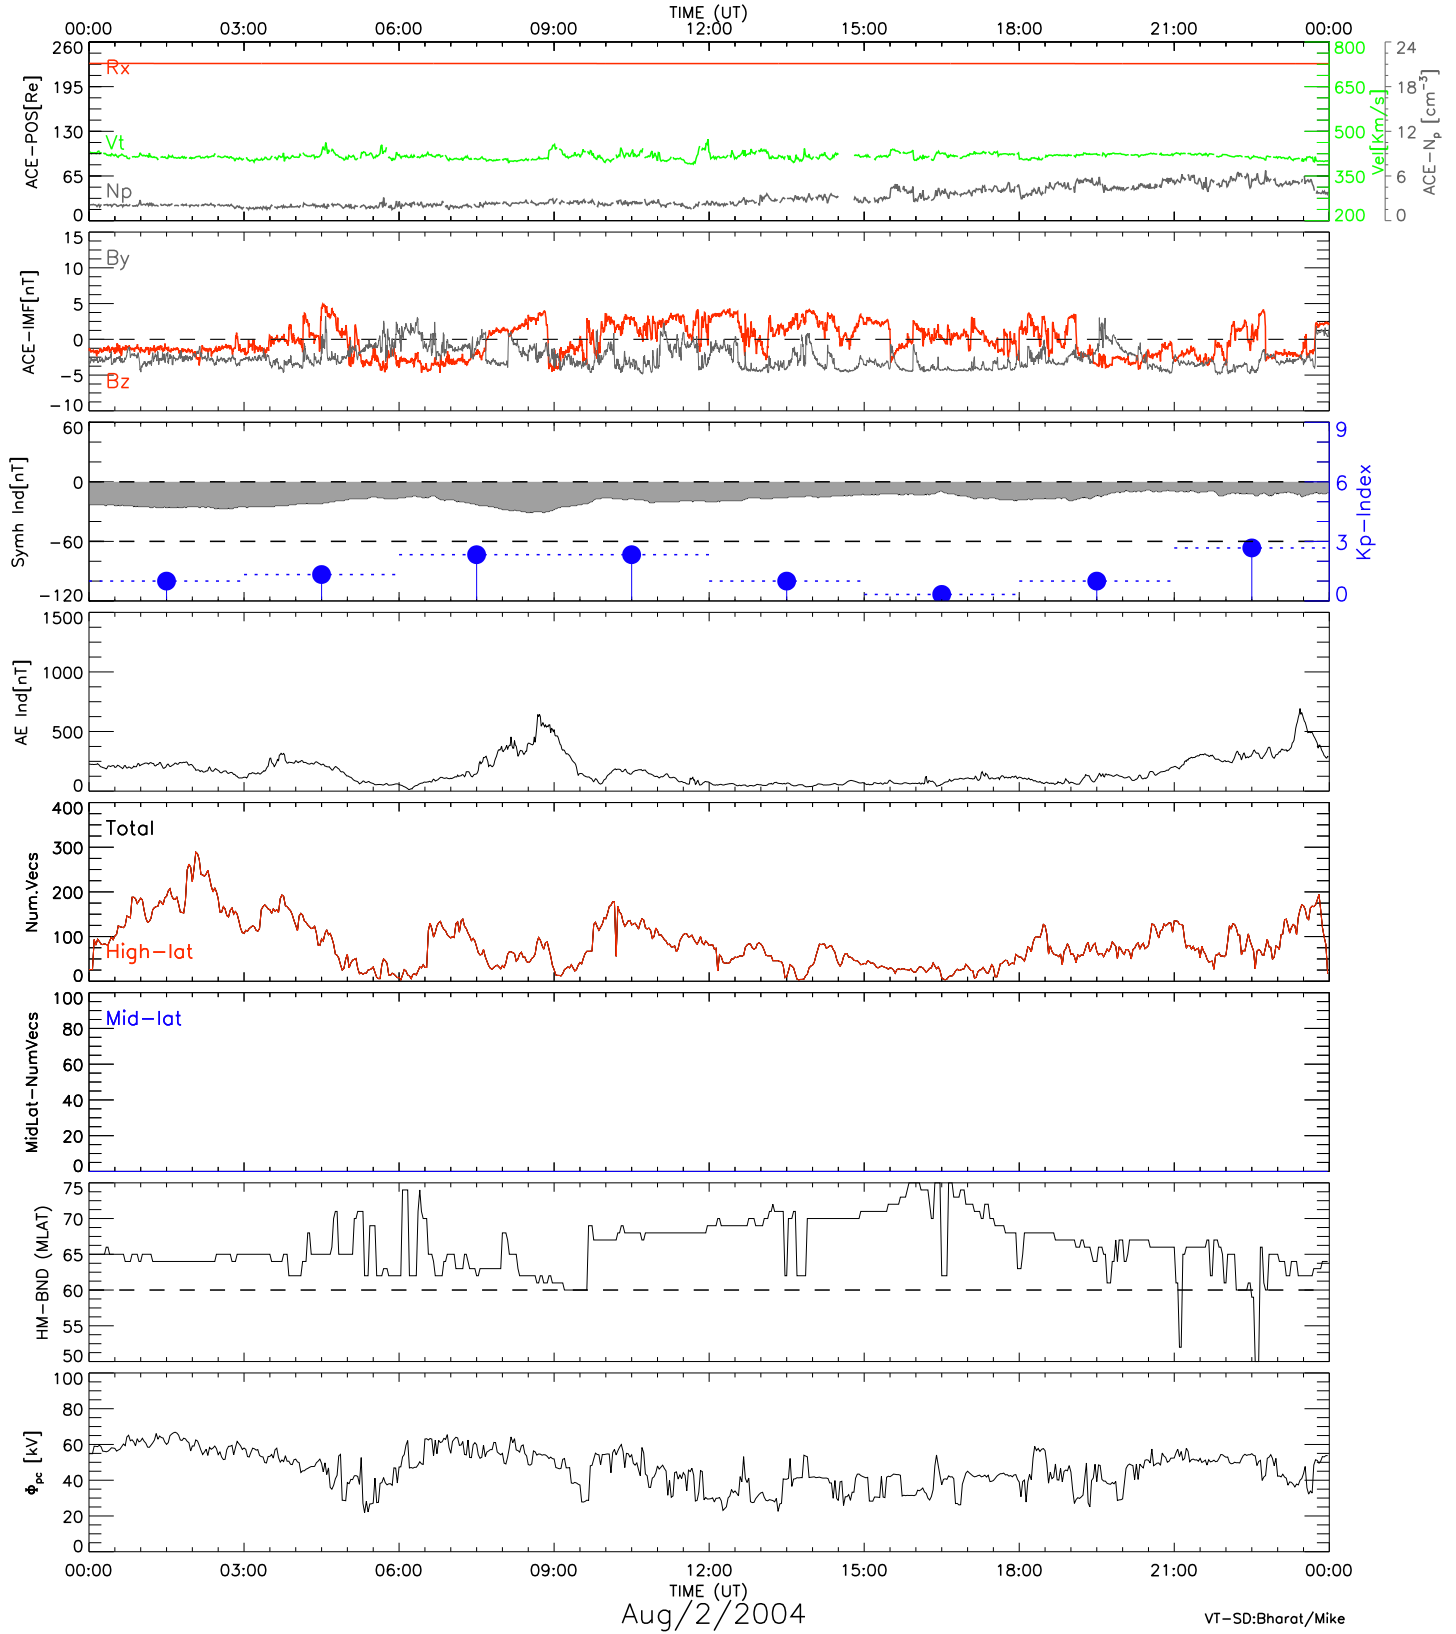 TIME (UT)
00:00 03:00 06:00 09:00 12:00 15:00 18:00 21:00 00:00
ACE-POS[Re]
260
195
130
65
0
Rx
Vt
Np
800
650
500
350
200
Vel[Km/s]
24
18
12
6
0
ACE-Np [cm-3]
ACE-IMF[nT]
15
10
5
0
-5
-10
By
Bz
Symh Ind[nT]
60
0
-60
-120
9
6
3
0
Kp-Index
AE Ind[nT]
1500
1000
500
0
Num.Vecs
400
300
200
100
0
Total
High-lat
MidLat-NumVecs
100
80
60
40
20
0
Mid-lat
HM-BND (MLAT)
75
70
65
60
55
50
Φpc [kV]
100
80
60
40
20
0
00:00 03:00 06:00 09:00 12:00 15:00 18:00 21:00 00:00
TIME (UT)
Aug/2/2004
VT-SD:Bharat/Mike